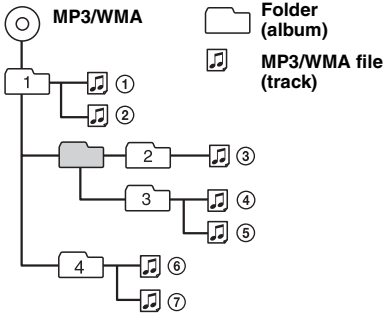 MP3/WMA
Folder
(album)
MP3/WMA file
(track)
1
①
②
2
③
3
④
⑤
4
⑥
⑦